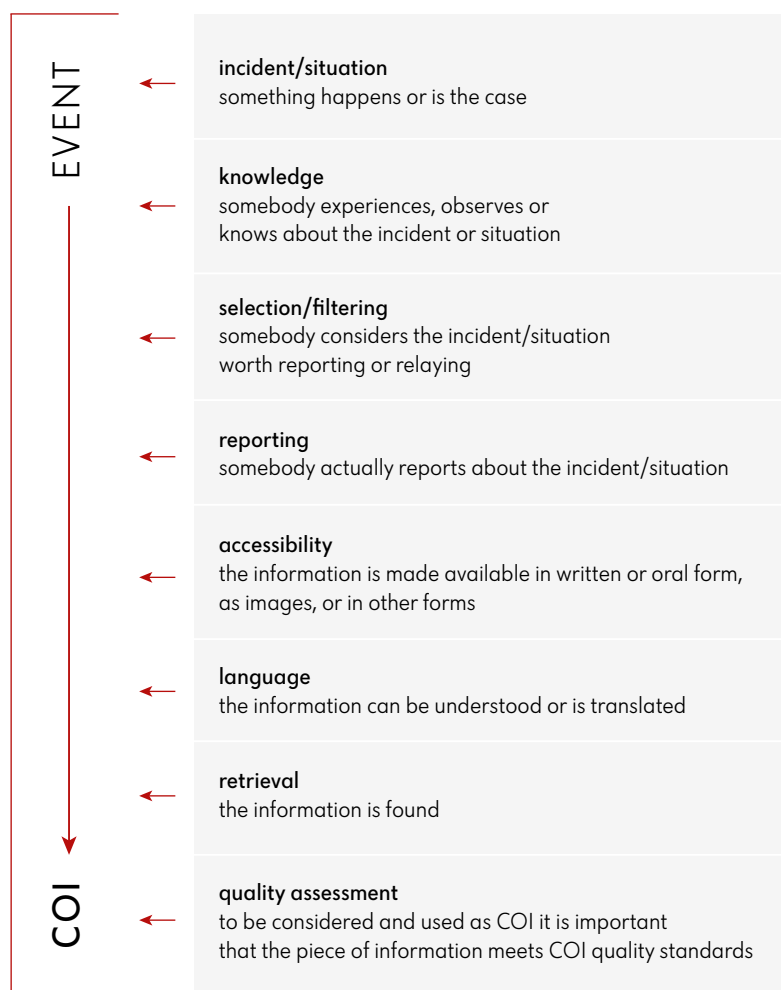 EVENT
incident/situation
something happens or is the case
knowledge
somebody experiences, observes or
knows about the incident or situation
selection/filtering
somebody considers the incident/situation
worth reporting or relaying
reporting
somebody actually reports about the incident/situation
accessibility
the information is made available in written or oral form,
as images, or in other forms
language
the information can be understood or is translated
retrieval
the information is found
COI
quality assessment
to be considered and used as COI it is important
that the piece of information meets COI quality standards